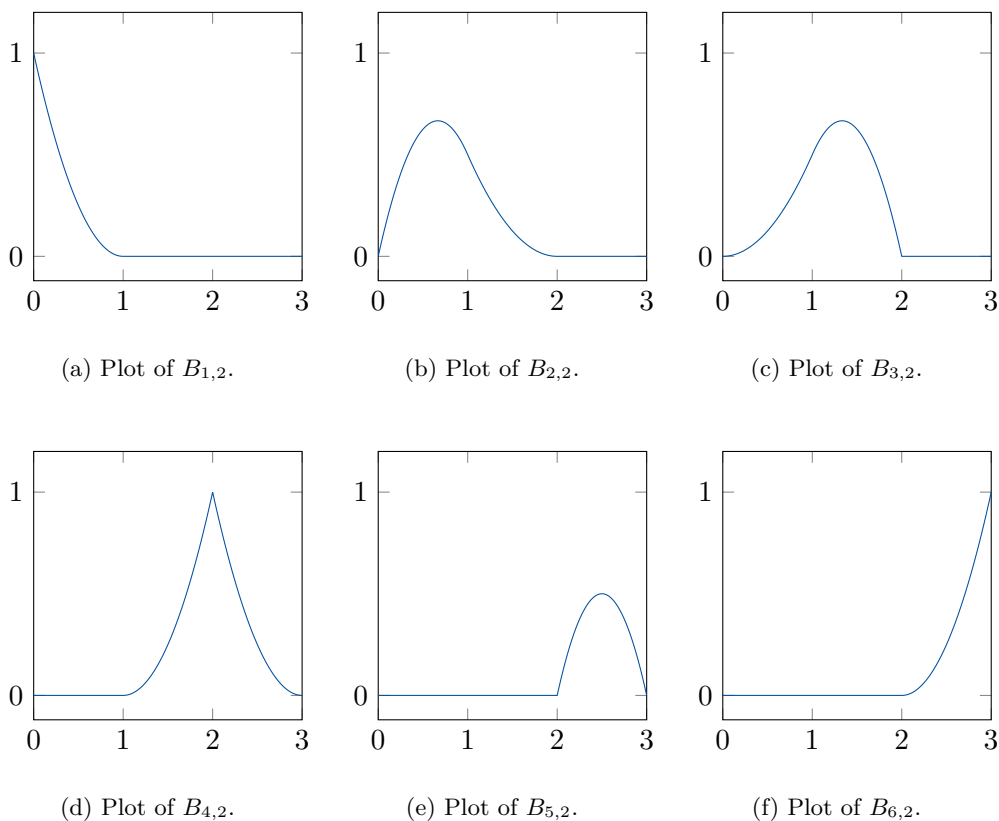 1 1 1
0 0 0
0 1 2 3 0 1 2 3 0 1 2 3
(a) Plot of B₁,₂. (b) Plot of B₂,₂. (c) Plot of B₃,₂.
1 1 1
0 0 0
0 1 2 3 0 1 2 3 0 1 2 3
(d) Plot of B₄,₂. (e) Plot of B₅,₂. (f) Plot of B₆,₂.